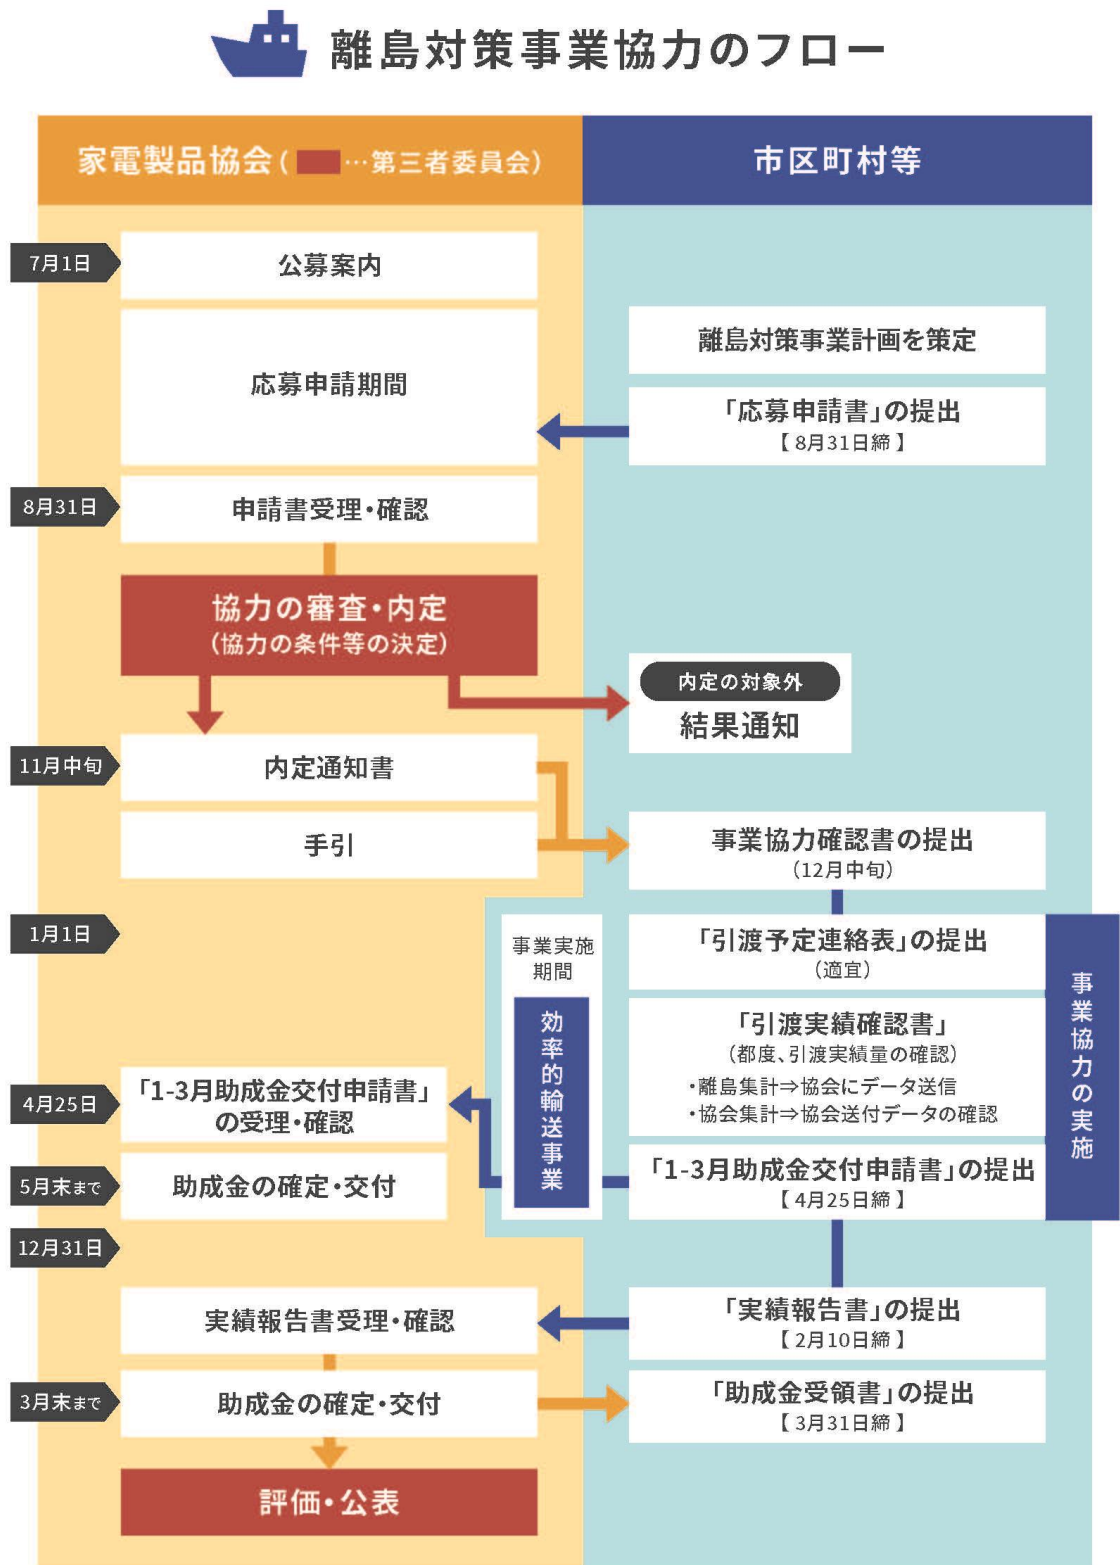 離島対策事業協力のフロー
家電製品協会(　…第三者委員会)
市区町村等
7月1日
公募案内
応募申請期間
離島対策事業計画を策定
「応募申請書」の提出
【 8月31日締 】
8月31日
申請書受理・確認
協力の審査・内定
(協力の条件等の決定)
内定の対象外
結果通知
11月中旬
内定通知書
手引
事業協力確認書の提出
(12月中旬)
1月1日
事業実施
期間
効率的輸送事業
「引渡予定連絡表」の提出
(適宜)
「引渡実績確認書」
(都度、引渡実績量の確認)
・離島集計⇒協会にデータ送信
・協会集計⇒協会送付データの確認
事業協力の実施
4月25日
「1-3月助成金交付申請書」
の受理・確認
「1-3月助成金交付申請書」の提出
【 4月25日締 】
5月末まで
助成金の確定・交付
12月31日
実績報告書受理・確認
「実績報告書」の提出
【 2月10日締 】
3月末まで
助成金の確定・交付
「助成金受領書」の提出
【 3月31日締 】
評価・公表